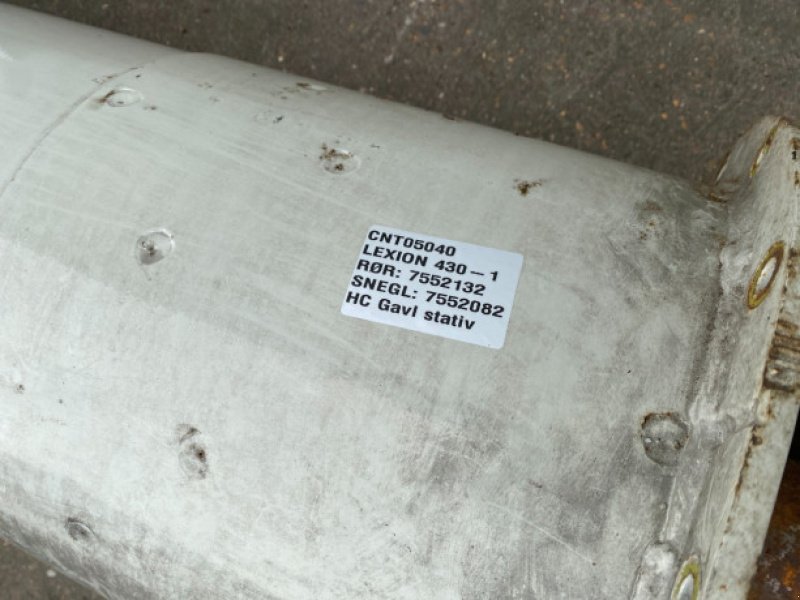 CNT05040
LEXION 430-1
RØR: 7552132
SNEGL: 7552082
HC Gavl stativ